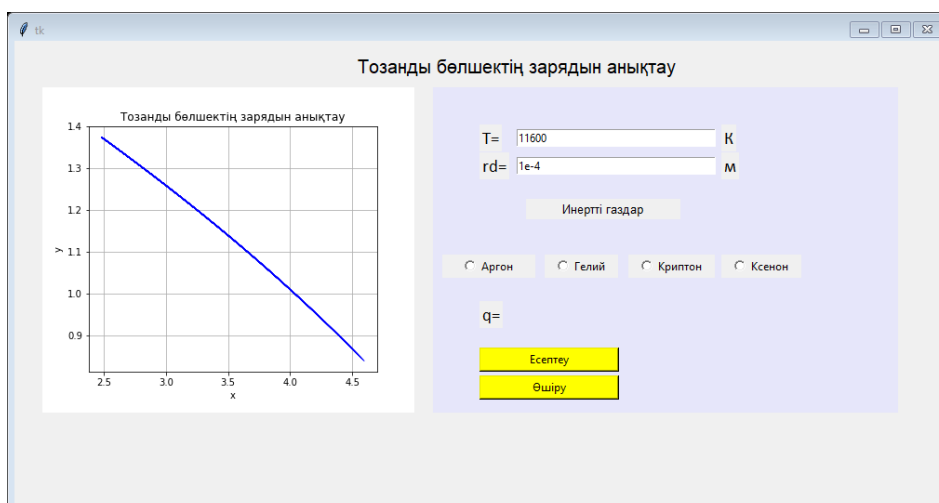 tk
Тозанды бөлшектің зарядын анықтау
Тозанды бөлшектің зарядын анықтау
1.4
1.3
1.2
1.1
1.0
0.9
y
2.5 3.0 3.5 4.0 4.5
x
T= 11600 К
rd= 1e-4 м
Инертті газдар
Аргон Гелий Криптон Ксенон
q=
Есептеу
Өшіру